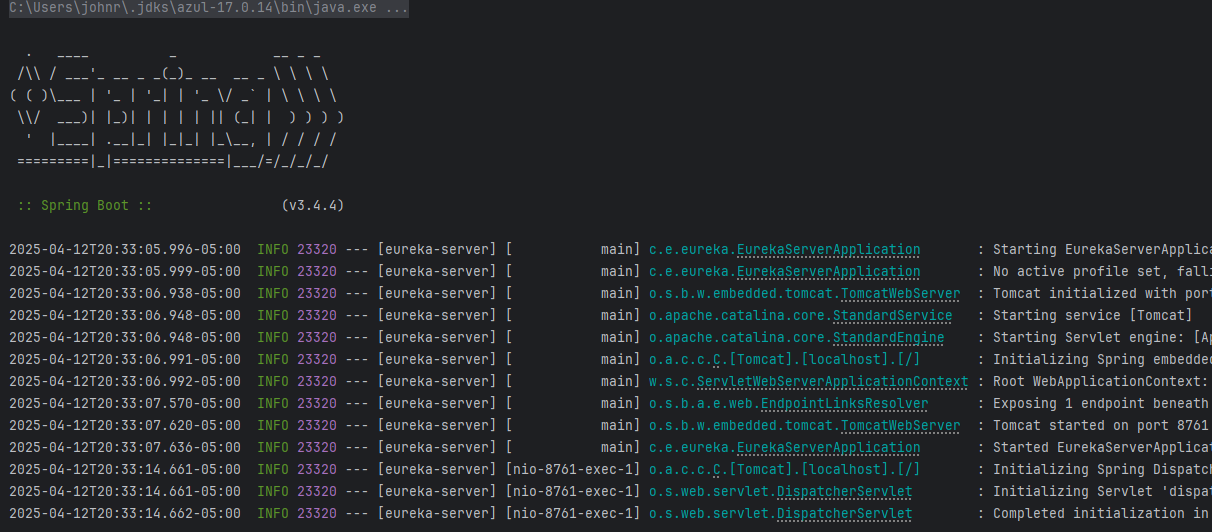 C:\Users\johnr\.jdks\azul-17.0.14\bin\java.exe ...
  .   ____          _            __ _ _
 /\\ / ___'_ __ _ _(_)_ __  __ _ \ \ \ \
( ( )\___ | '_ | '_| | '_ \/ _` | \ \ \ \
 \\/  ___)| |_)| | | | | || (_| |  ) ) ) )
  '  |____| .__|_| |_|_| |_\__, | / / / /
 =========|_|==============|___/=/_/_/_/
 :: Spring Boot ::                (v3.4.4)
2025-04-12T20:33:05.996-05:00  INFO 23320 --- [eureka-server] [           main] c.e.eureka.EurekaServerApplication       : Starting EurekaServerApplica
2025-04-12T20:33:05.999-05:00  INFO 23320 --- [eureka-server] [           main] c.e.eureka.EurekaServerApplication       : No active profile set, falli
2025-04-12T20:33:06.938-05:00  INFO 23320 --- [eureka-server] [           main] o.s.b.w.embedded.tomcat.TomcatWebServer  : Tomcat initialized with port
2025-04-12T20:33:06.948-05:00  INFO 23320 --- [eureka-server] [           main] o.apache.catalina.core.StandardService   : Starting service [Tomcat]
2025-04-12T20:33:06.948-05:00  INFO 23320 --- [eureka-server] [           main] o.apache.catalina.core.StandardEngine    : Starting Servlet engine: [Ap
2025-04-12T20:33:06.991-05:00  INFO 23320 --- [eureka-server] [           main] o.a.c.c.C.[Tomcat].[localhost].[/]       : Initializing Spring embedded
2025-04-12T20:33:06.992-05:00  INFO 23320 --- [eureka-server] [           main] w.s.c.ServletWebServerApplicationContext : Root WebApplicationContext:
2025-04-12T20:33:07.570-05:00  INFO 23320 --- [eureka-server] [           main] o.s.b.a.e.web.EndpointLinksResolver      : Exposing 1 endpoint beneath
2025-04-12T20:33:07.620-05:00  INFO 23320 --- [eureka-server] [           main] o.s.b.w.embedded.tomcat.TomcatWebServer  : Tomcat started on port 8761
2025-04-12T20:33:07.636-05:00  INFO 23320 --- [eureka-server] [           main] c.e.eureka.EurekaServerApplication       : Started EurekaServerApplicat
2025-04-12T20:33:14.661-05:00  INFO 23320 --- [eureka-server] [nio-8761-exec-1] o.a.c.c.C.[Tomcat].[localhost].[/]       : Initializing Spring Dispatch
2025-04-12T20:33:14.661-05:00  INFO 23320 --- [eureka-server] [nio-8761-exec-1] o.s.web.servlet.DispatcherServlet        : Initializing Servlet 'dispat
2025-04-12T20:33:14.662-05:00  INFO 23320 --- [eureka-server] [nio-8761-exec-1] o.s.web.servlet.DispatcherServlet        : Completed initialization in